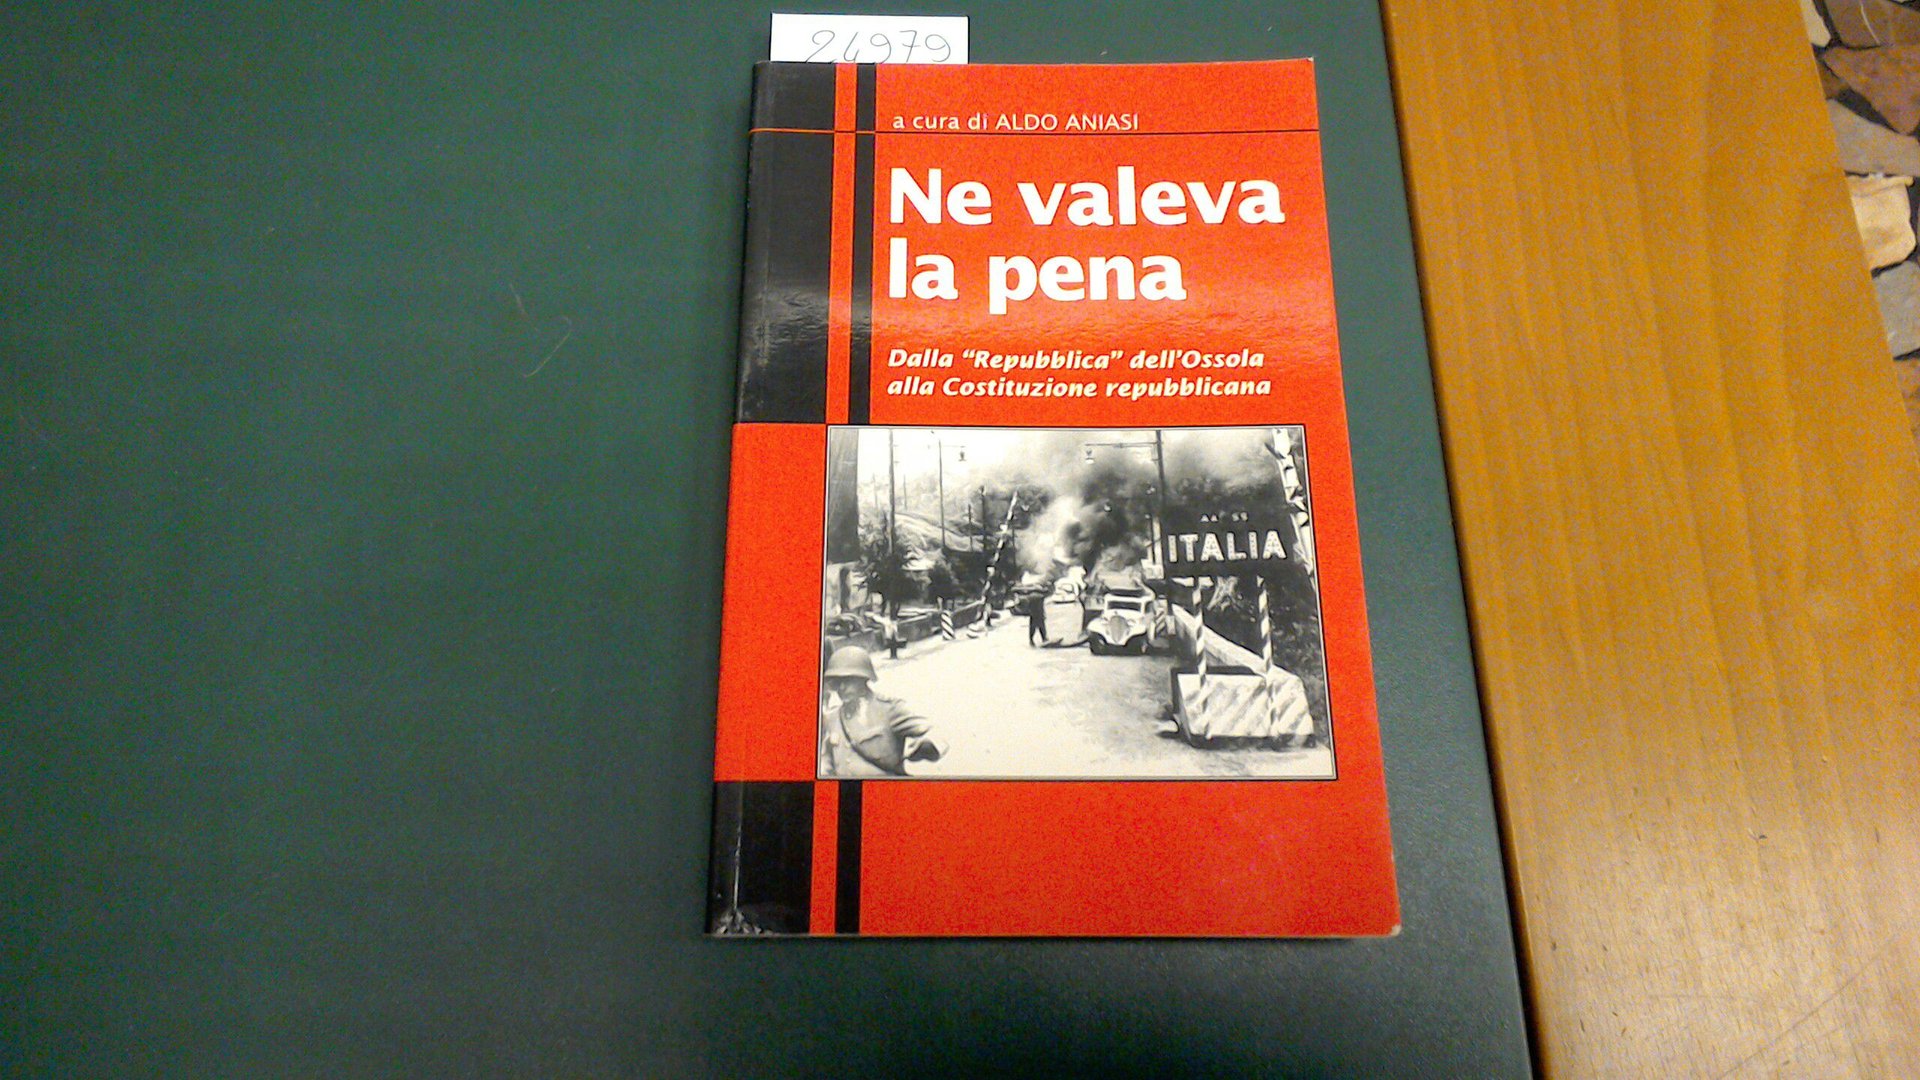 24979
a cura di ALDO ANIASI
Ne valeva
la pena
Dalla “Repubblica” dell’Ossola
alla Costituzione repubblicana
ITALIA